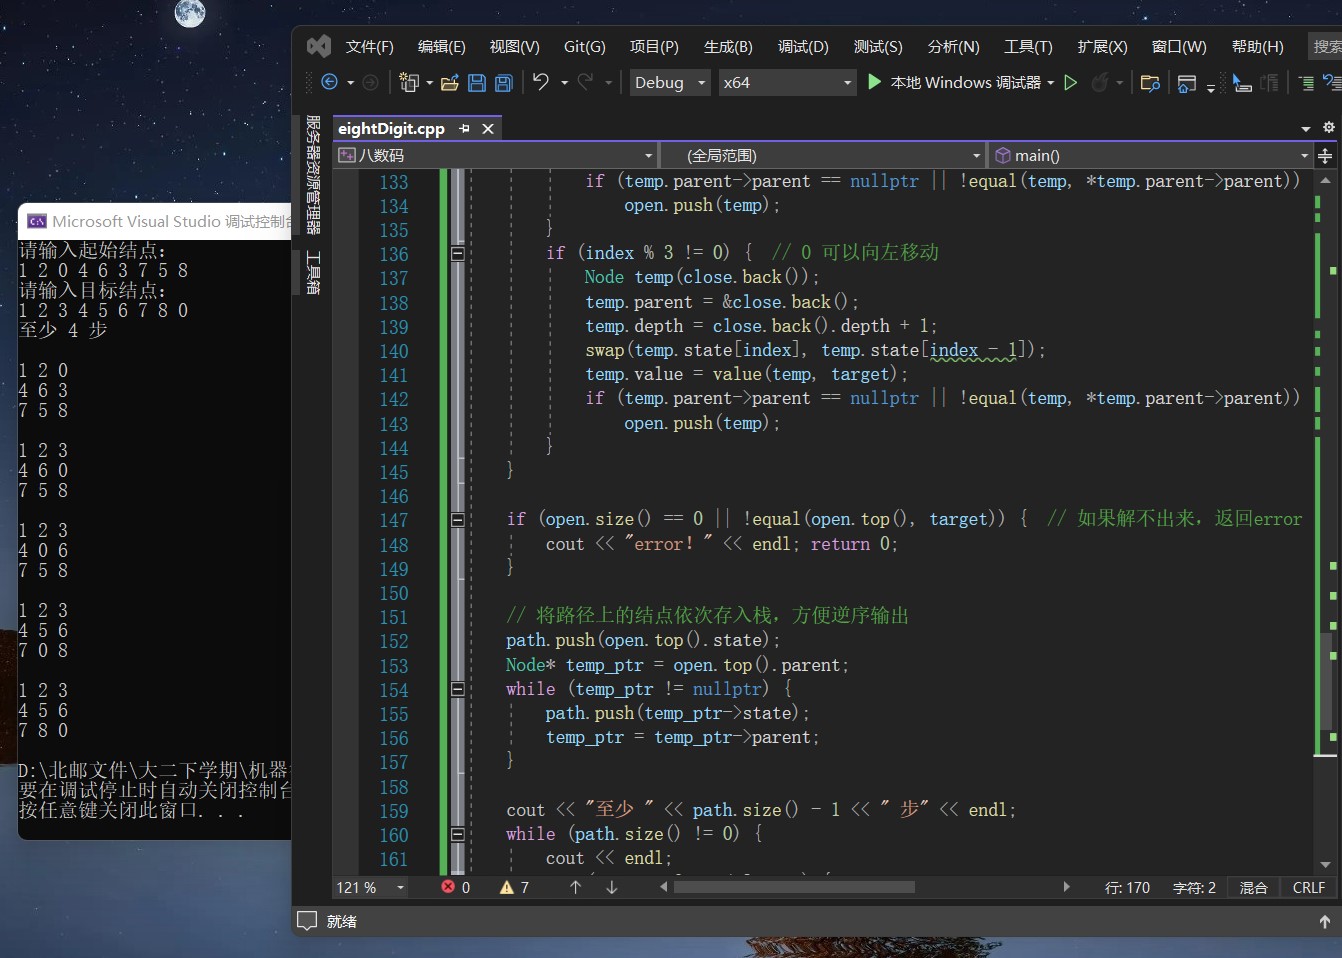 文件(F) 编辑(E) 视图(V) Git(G) 项目(P) 生成(B) 调试(D) 测试(S) 分析(N) 工具(T) 扩展(X) 窗口(W) 帮助(H) 搜索
Debug x64 本地 Windows 调试器
服务器资源管理器
工具箱
eightDigit.cpp
八数码 (全局范围) main()
133 if (temp.parent->parent == nullptr || !equal(temp, *temp.parent->parent))
134 open.push(temp);
135 }
136 if (index % 3 != 0) { // 0 可以向左移动
137 Node temp(close.back());
138 temp.parent = &close.back();
139 temp.depth = close.back().depth + 1;
140 swap(temp.state[index], temp.state[index - 1]);
141 temp.value = value(temp, target);
142 if (temp.parent->parent == nullptr || !equal(temp, *temp.parent->parent))
143 open.push(temp);
144 }
145 }
146
147 if (open.size() == 0 || !equal(open.top(), target)) { // 如果解不出来，返回error
148 cout << "error! " << endl; return 0;
149 }
150
151 // 将路径上的结点依次存入栈，方便逆序输出
152 path.push(open.top().state);
153 Node* temp_ptr = open.top().parent;
154 while (temp_ptr != nullptr) {
155 path.push(temp_ptr->state);
156 temp_ptr = temp_ptr->parent;
157 }
158
159 cout << "至少 " << path.size() - 1 << " 步" << endl;
160 while (path.size() != 0) {
161 cout << endl;
121 % 0 7 行: 170 字符: 2 混合 CRLF
就绪
Microsoft Visual Studio 调试控制台
请输入起始结点:
1 2 0 4 6 3 7 5 8
请输入目标结点:
1 2 3 4 5 6 7 8 0
至少 4 步
1 2 0
4 6 3
7 5 8
1 2 3
4 6 0
7 5 8
1 2 3
4 0 6
7 5 8
1 2 3
4 5 6
7 0 8
1 2 3
4 5 6
7 8 0
D:\北邮文件\大二下学期\机器
要在调试停止时自动关闭控制台
按任意键关闭此窗口. . .